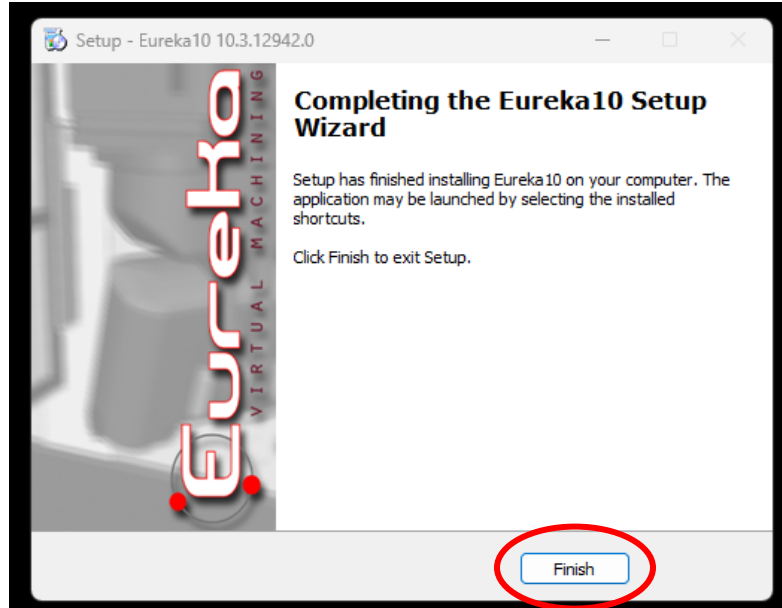 Setup - Eureka10 10.3.12942.0
Eureka
VIRTUAL MACHINING
Completing the Eureka10 Setup
Wizard
Setup has finished installing Eureka10 on your computer. The
application may be launched by selecting the installed
shortcuts.
Click Finish to exit Setup.
Finish